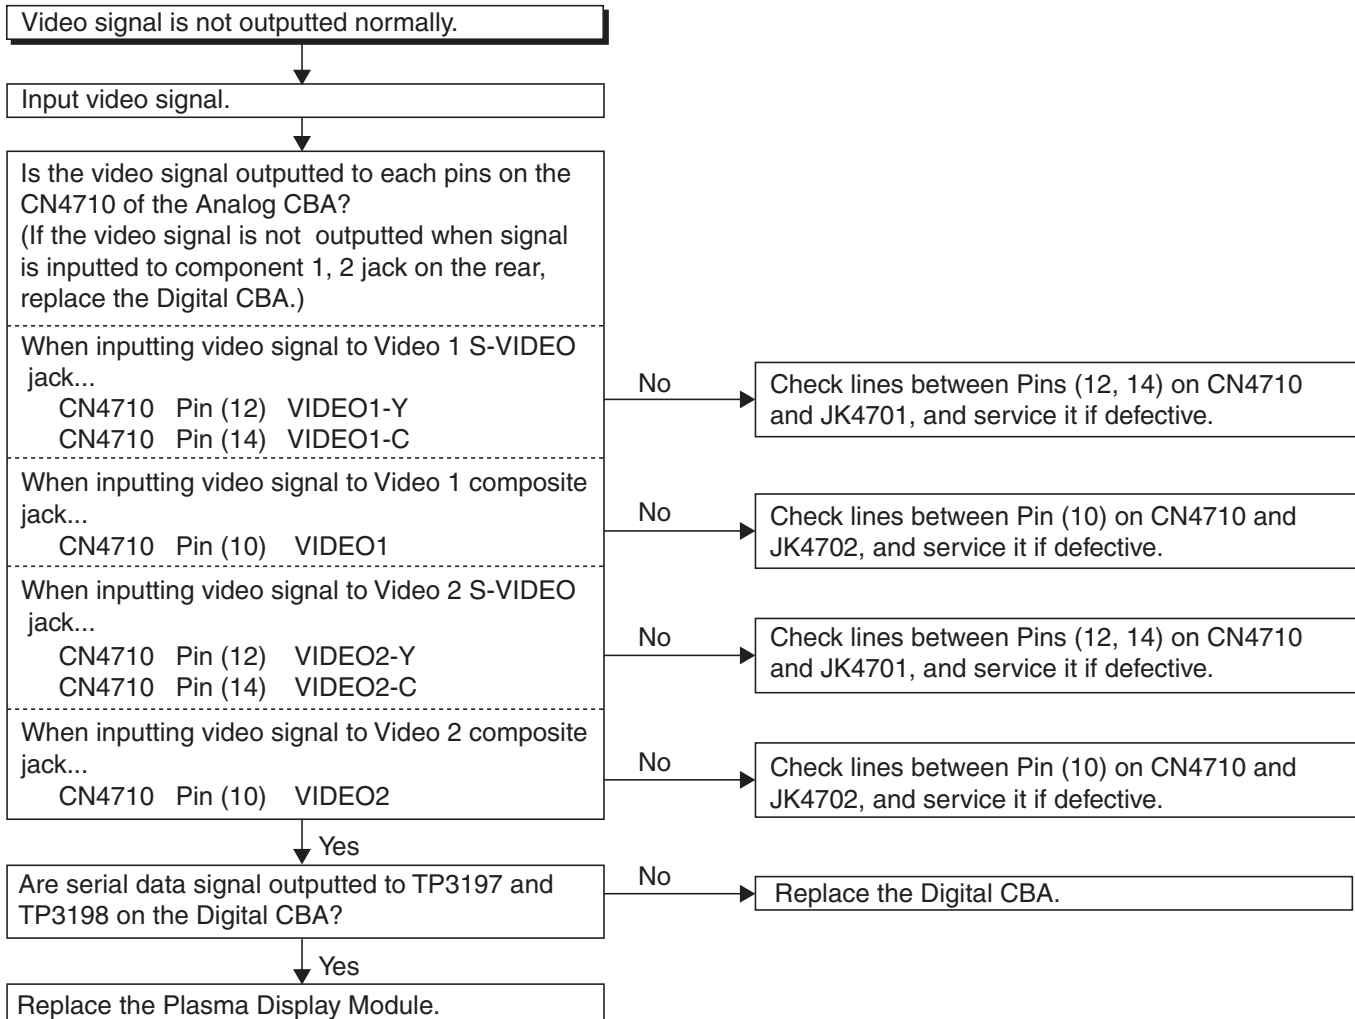 Video signal is not outputted normally.
Input video signal.
Is the video signal outputted to each pins on the
CN4710 of the Analog CBA?
(If the video signal is not outputted when signal
is inputted to component 1, 2 jack on the rear,
replace the Digital CBA.)
When inputting video signal to Video 1 S-VIDEO
jack...
CN4710 Pin (12) VIDEO1-Y
CN4710 Pin (14) VIDEO1-C
No
Check lines between Pins (12, 14) on CN4710
and JK4701, and service it if defective.
When inputting video signal to Video 1 composite
jack...
CN4710 Pin (10) VIDEO1
No
Check lines between Pin (10) on CN4710 and
JK4702, and service it if defective.
When inputting video signal to Video 2 S-VIDEO
jack...
CN4710 Pin (12) VIDEO2-Y
CN4710 Pin (14) VIDEO2-C
No
Check lines between Pins (12, 14) on CN4710
and JK4701, and service it if defective.
When inputting video signal to Video 2 composite
jack...
CN4710 Pin (10) VIDEO2
No
Check lines between Pin (10) on CN4710 and
JK4702, and service it if defective.
Yes
Are serial data signal outputted to TP3197 and
TP3198 on the Digital CBA?
No
Replace the Digital CBA.
Yes
Replace the Plasma Display Module.